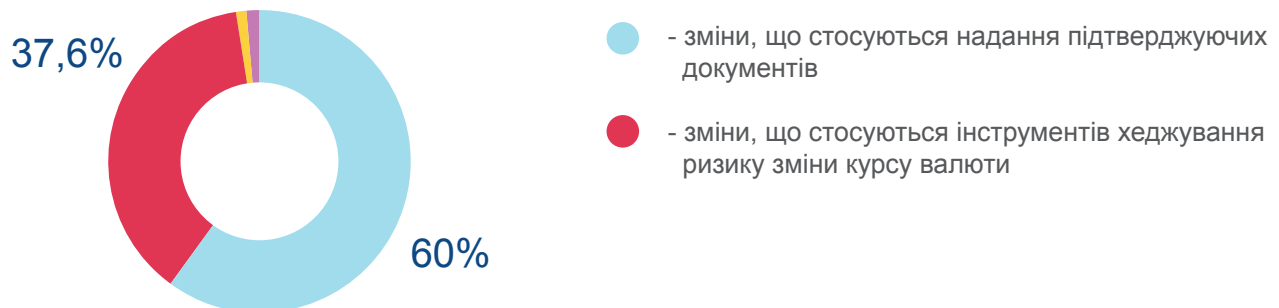 37,6%
60%
- зміни, що стосуються надання підтверджуючих
документів
- зміни, що стосуються інструментів хеджування
ризику зміни курсу валюти